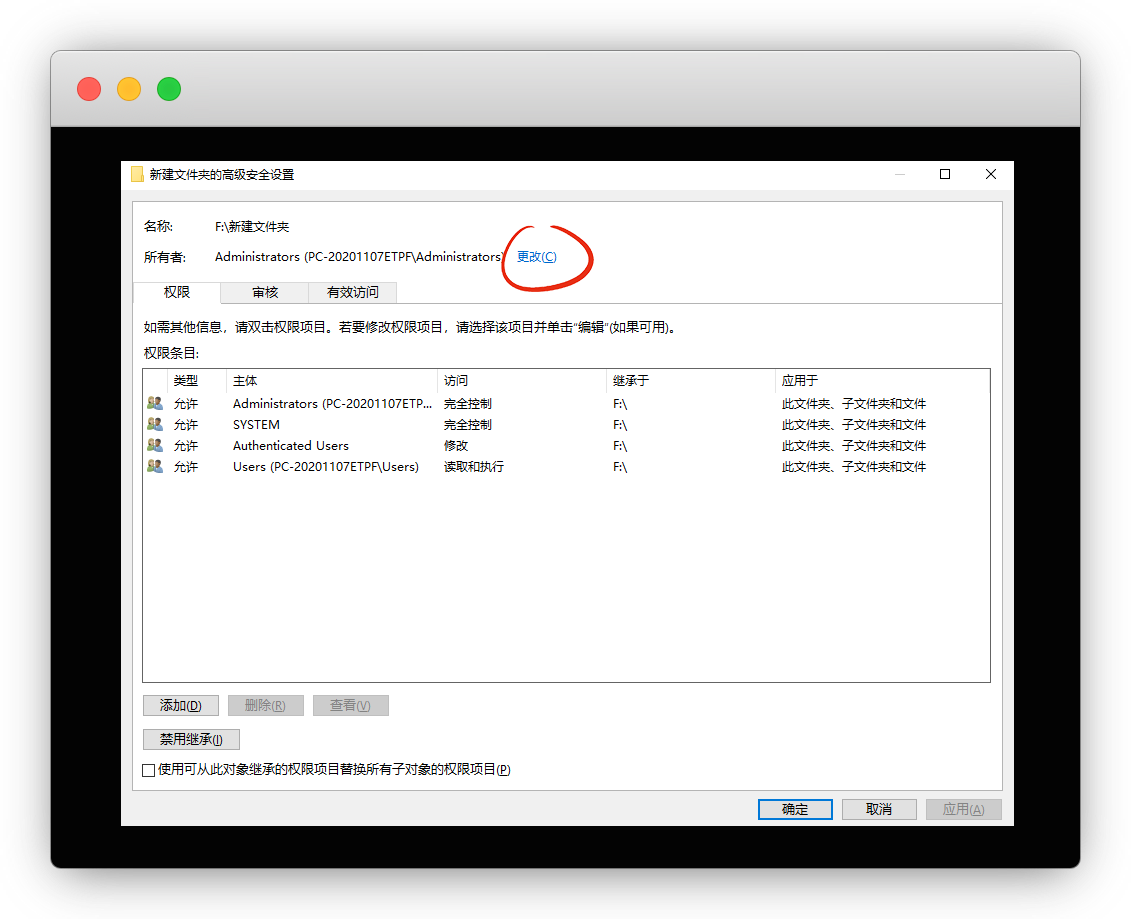 新建文件夹的高级安全设置
名称: F:\新建文件夹
所有者: Administrators (PC-20201107ETPF\Administrators) 更改(C)
权限 审核 有效访问
如需其他信息，请双击权限项目。若要修改权限项目，请选择该项目并单击“编辑”(如果可用)。
权限条目:
类型 主体 访问 继承于 应用于
允许 Administrators (PC-20201107ETP... 完全控制 F:\ 此文件夹、子文件夹和文件
允许 SYSTEM 完全控制 F:\ 此文件夹、子文件夹和文件
允许 Authenticated Users 修改 F:\ 此文件夹、子文件夹和文件
允许 Users (PC-20201107ETPF\Users) 读取和执行 F:\ 此文件夹、子文件夹和文件
添加(D) 删除(R) 查看(V)
禁用继承(I)
使用可从此对象继承的权限项目替换所有子对象的权限项目(P)
确定 取消 应用(A)